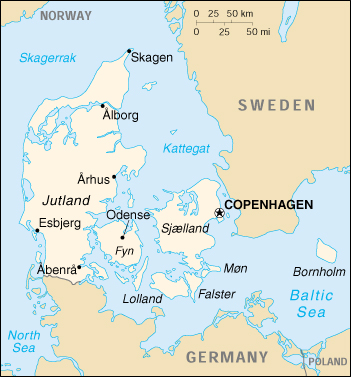 NORWAY
0 25 50 km
0 25 50 mi
Skagerrak
Skagen
SWEDEN
Ålborg
Kattegat
Århus
Jutland
Odense
COPENHAGEN
Esbjerg
Sjælland
Fyn
Åbenrå
Møn
Bornholm
Lolland
Falster
Baltic
Sea
North
Sea
GERMANY
POLAND